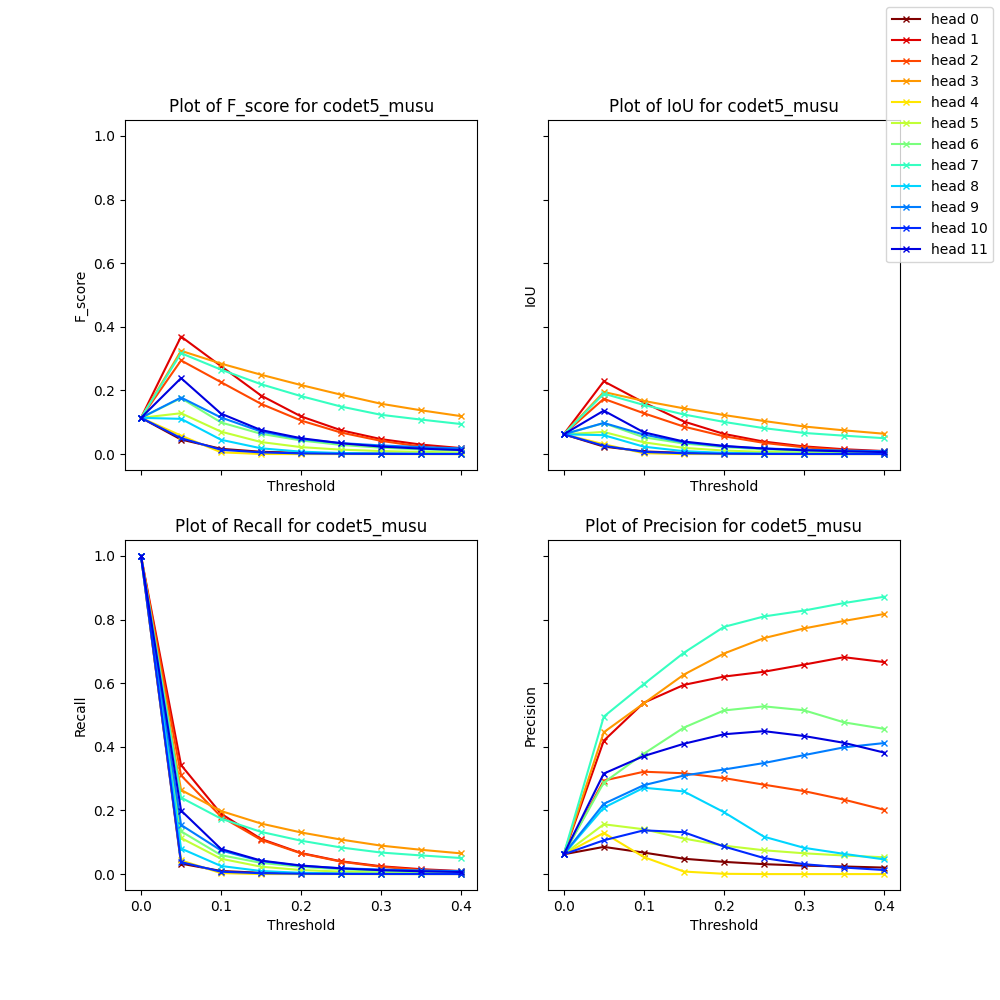 head 0
head 1
head 2
head 3
head 4
head 5
head 6
head 7
head 8
head 9
head 10
head 11
Plot of F_score for codet5_musu
1.0
0.8
0.6
0.4
0.2
0.0
F_score
Threshold
Plot of IoU for codet5_musu
IoU
Threshold
Plot of Recall for codet5_musu
1.0
0.8
0.6
0.4
0.2
0.0
Recall
0.0 0.1 0.2 0.3 0.4
Threshold
Plot of Precision for codet5_musu
Precision
0.0 0.1 0.2 0.3 0.4
Threshold